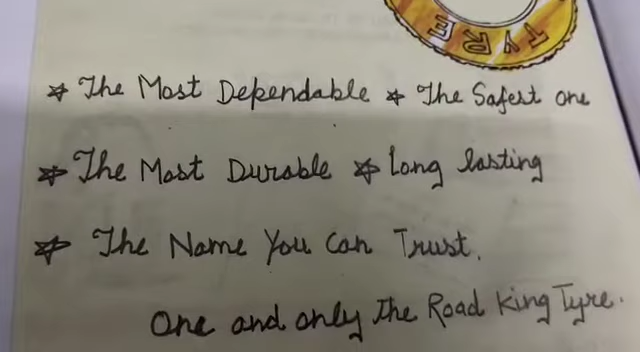 TYRE
☆ The Most Dependable ☆ The Safest one
☆ The Most Durable ☆ Long lasting
☆ The Name You Can Trust.
One and only The Road King Tyre.